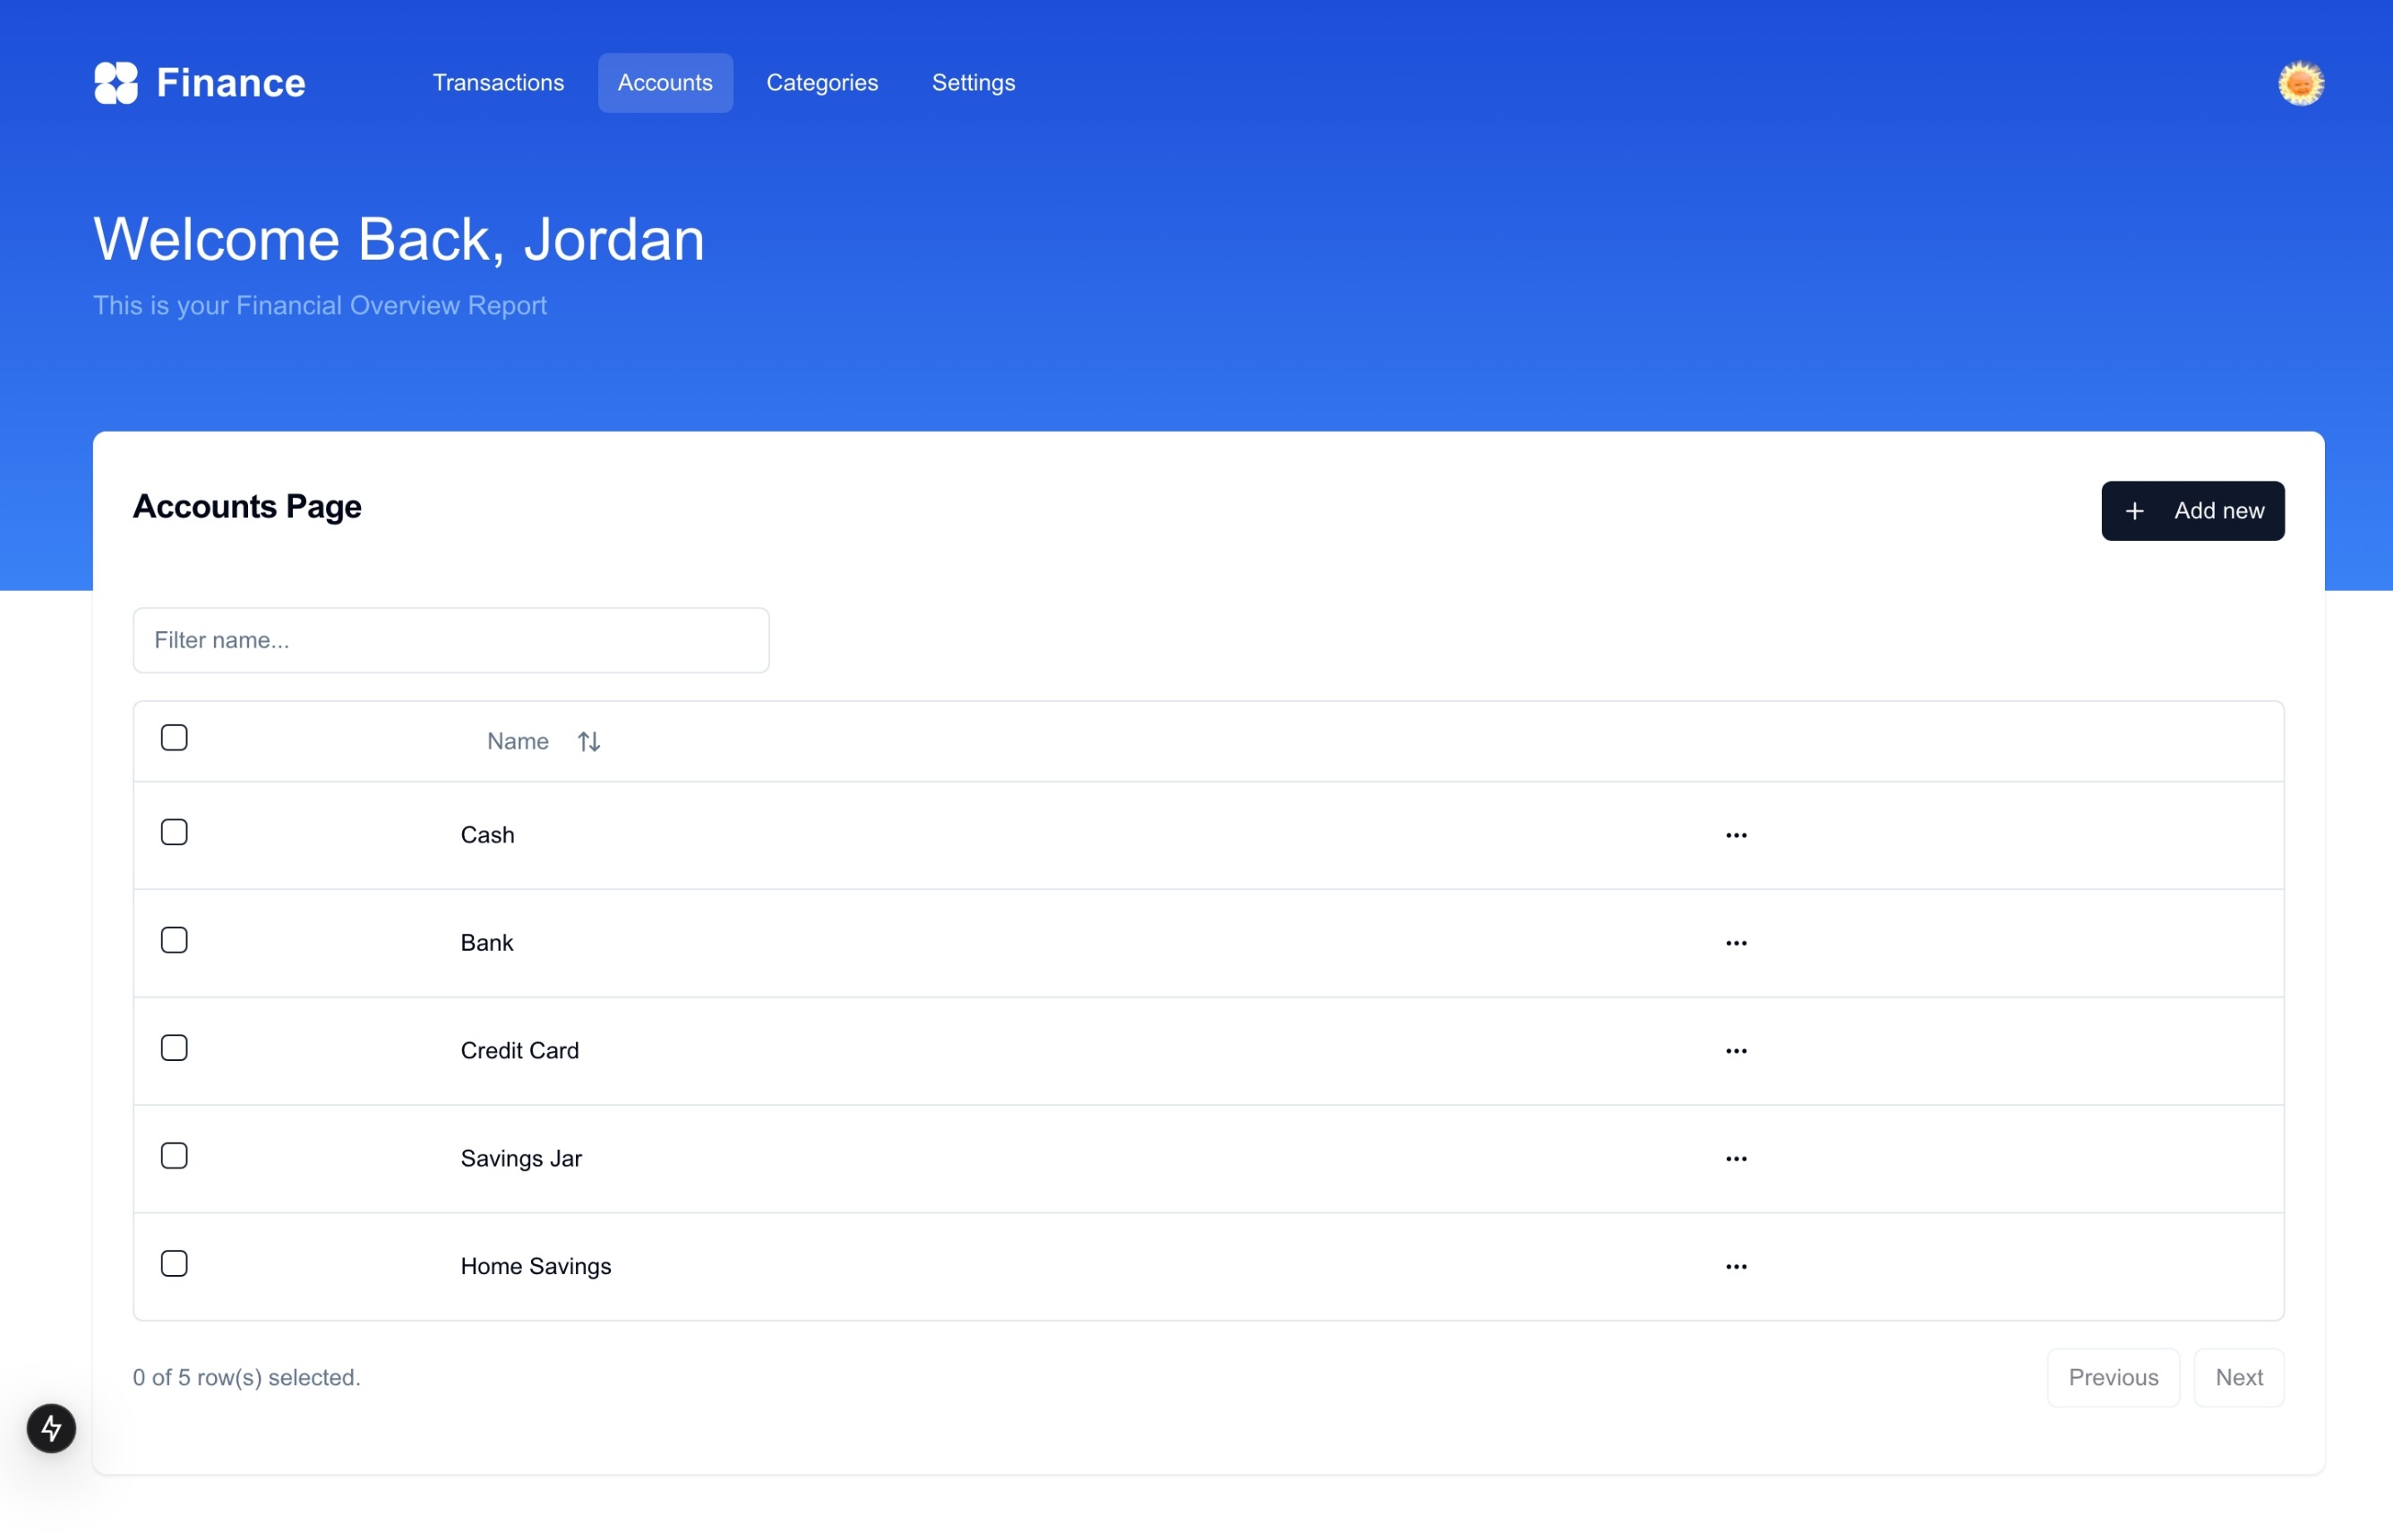 Finance Transactions Accounts Categories Settings
Welcome Back, Jordan
This is your Financial Overview Report
Accounts Page
Add new
Filter name...
Name
Cash
Bank
Credit Card
Savings Jar
Home Savings
0 of 5 row(s) selected.
Previous Next